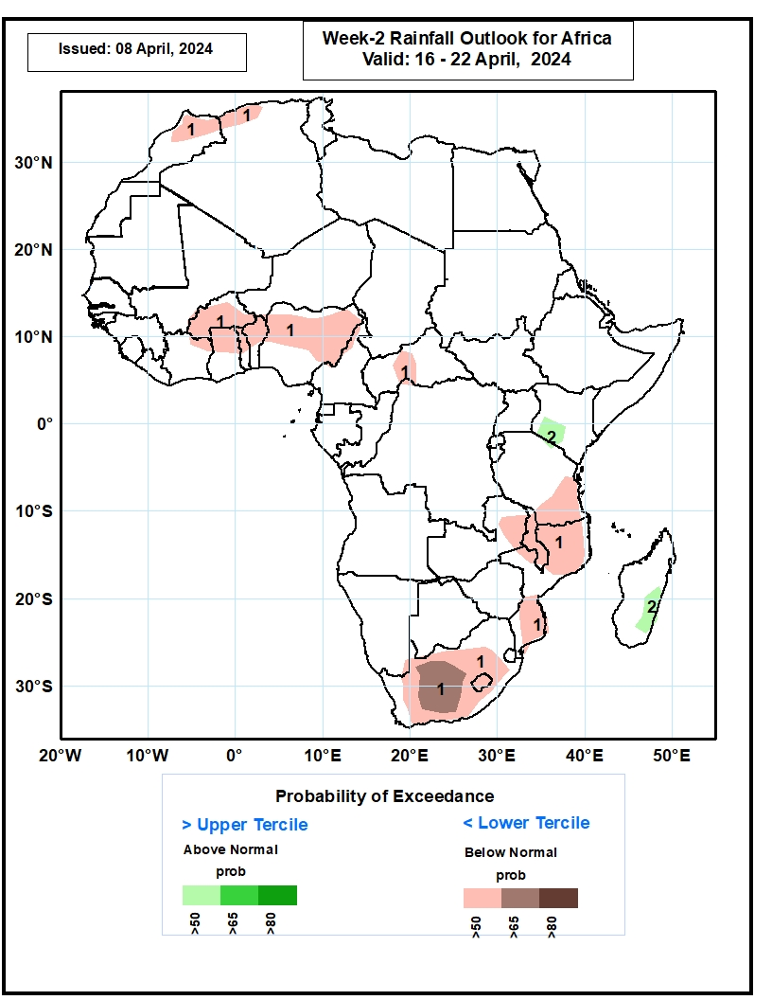 Issued: 08 April, 2024
Week-2 Rainfall Outlook for Africa
Valid: 16 - 22 April, 2024
1
1
30°N
20°N
1
1
10°N
1
0°
2
10°S
1
20°S
2
1
1
30°S
1
20°W 10°W 0° 10°E 20°E 30°E 40°E 50°E
Probability of Exceedance
> Upper Tercile
< Lower Tercile
Above Normal
Below Normal
prob
prob
>50 >65 >80
>50 >65 >80